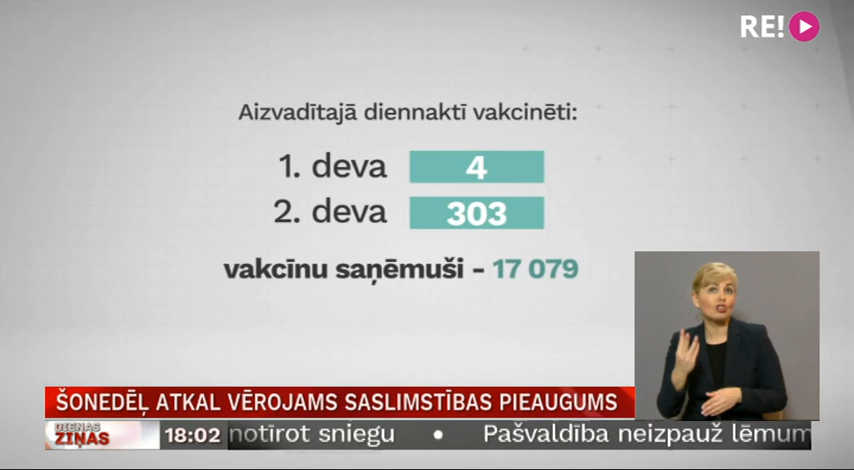 RE!
Aizvadītajā diennaktī vakcinēti:
1. deva 4
2. deva 303
vakcīnu saņēmuši - 17 079
ŠONEDĒĻ ATKAL VĒROJAMS SASLIMSTĪBAS PIEAUGUMS
DIENAS
ZIŅAS
18:02 notīrot sniegu • Pašvaldība neizpauž lēmum